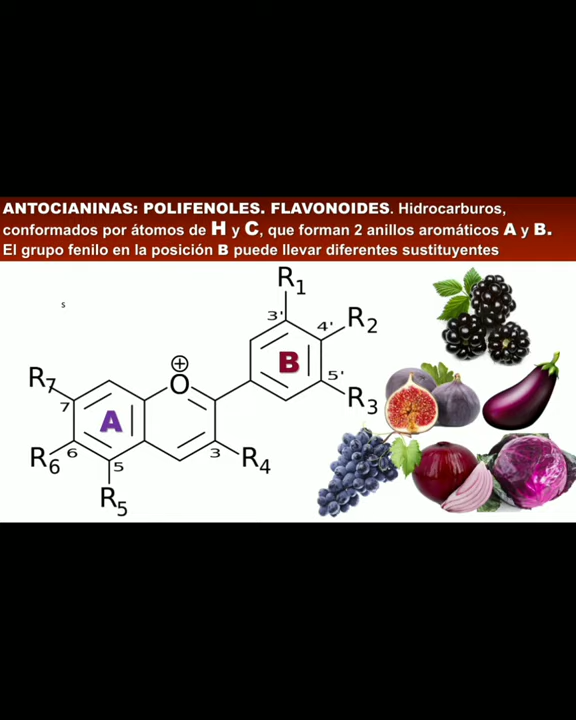 ANTOCIANINAS: POLIFENOLES. FLAVONOIDES. Hidrocarburos,
conformados por átomos de H y C, que forman 2 anillos aromáticos A y B.
El grupo fenilo en la posición B puede llevar diferentes sustituyentes
s
R1
3'
4'
R2
B
5'
R3
+
O
R7
7
A
R6
6
5
3
R4
R5